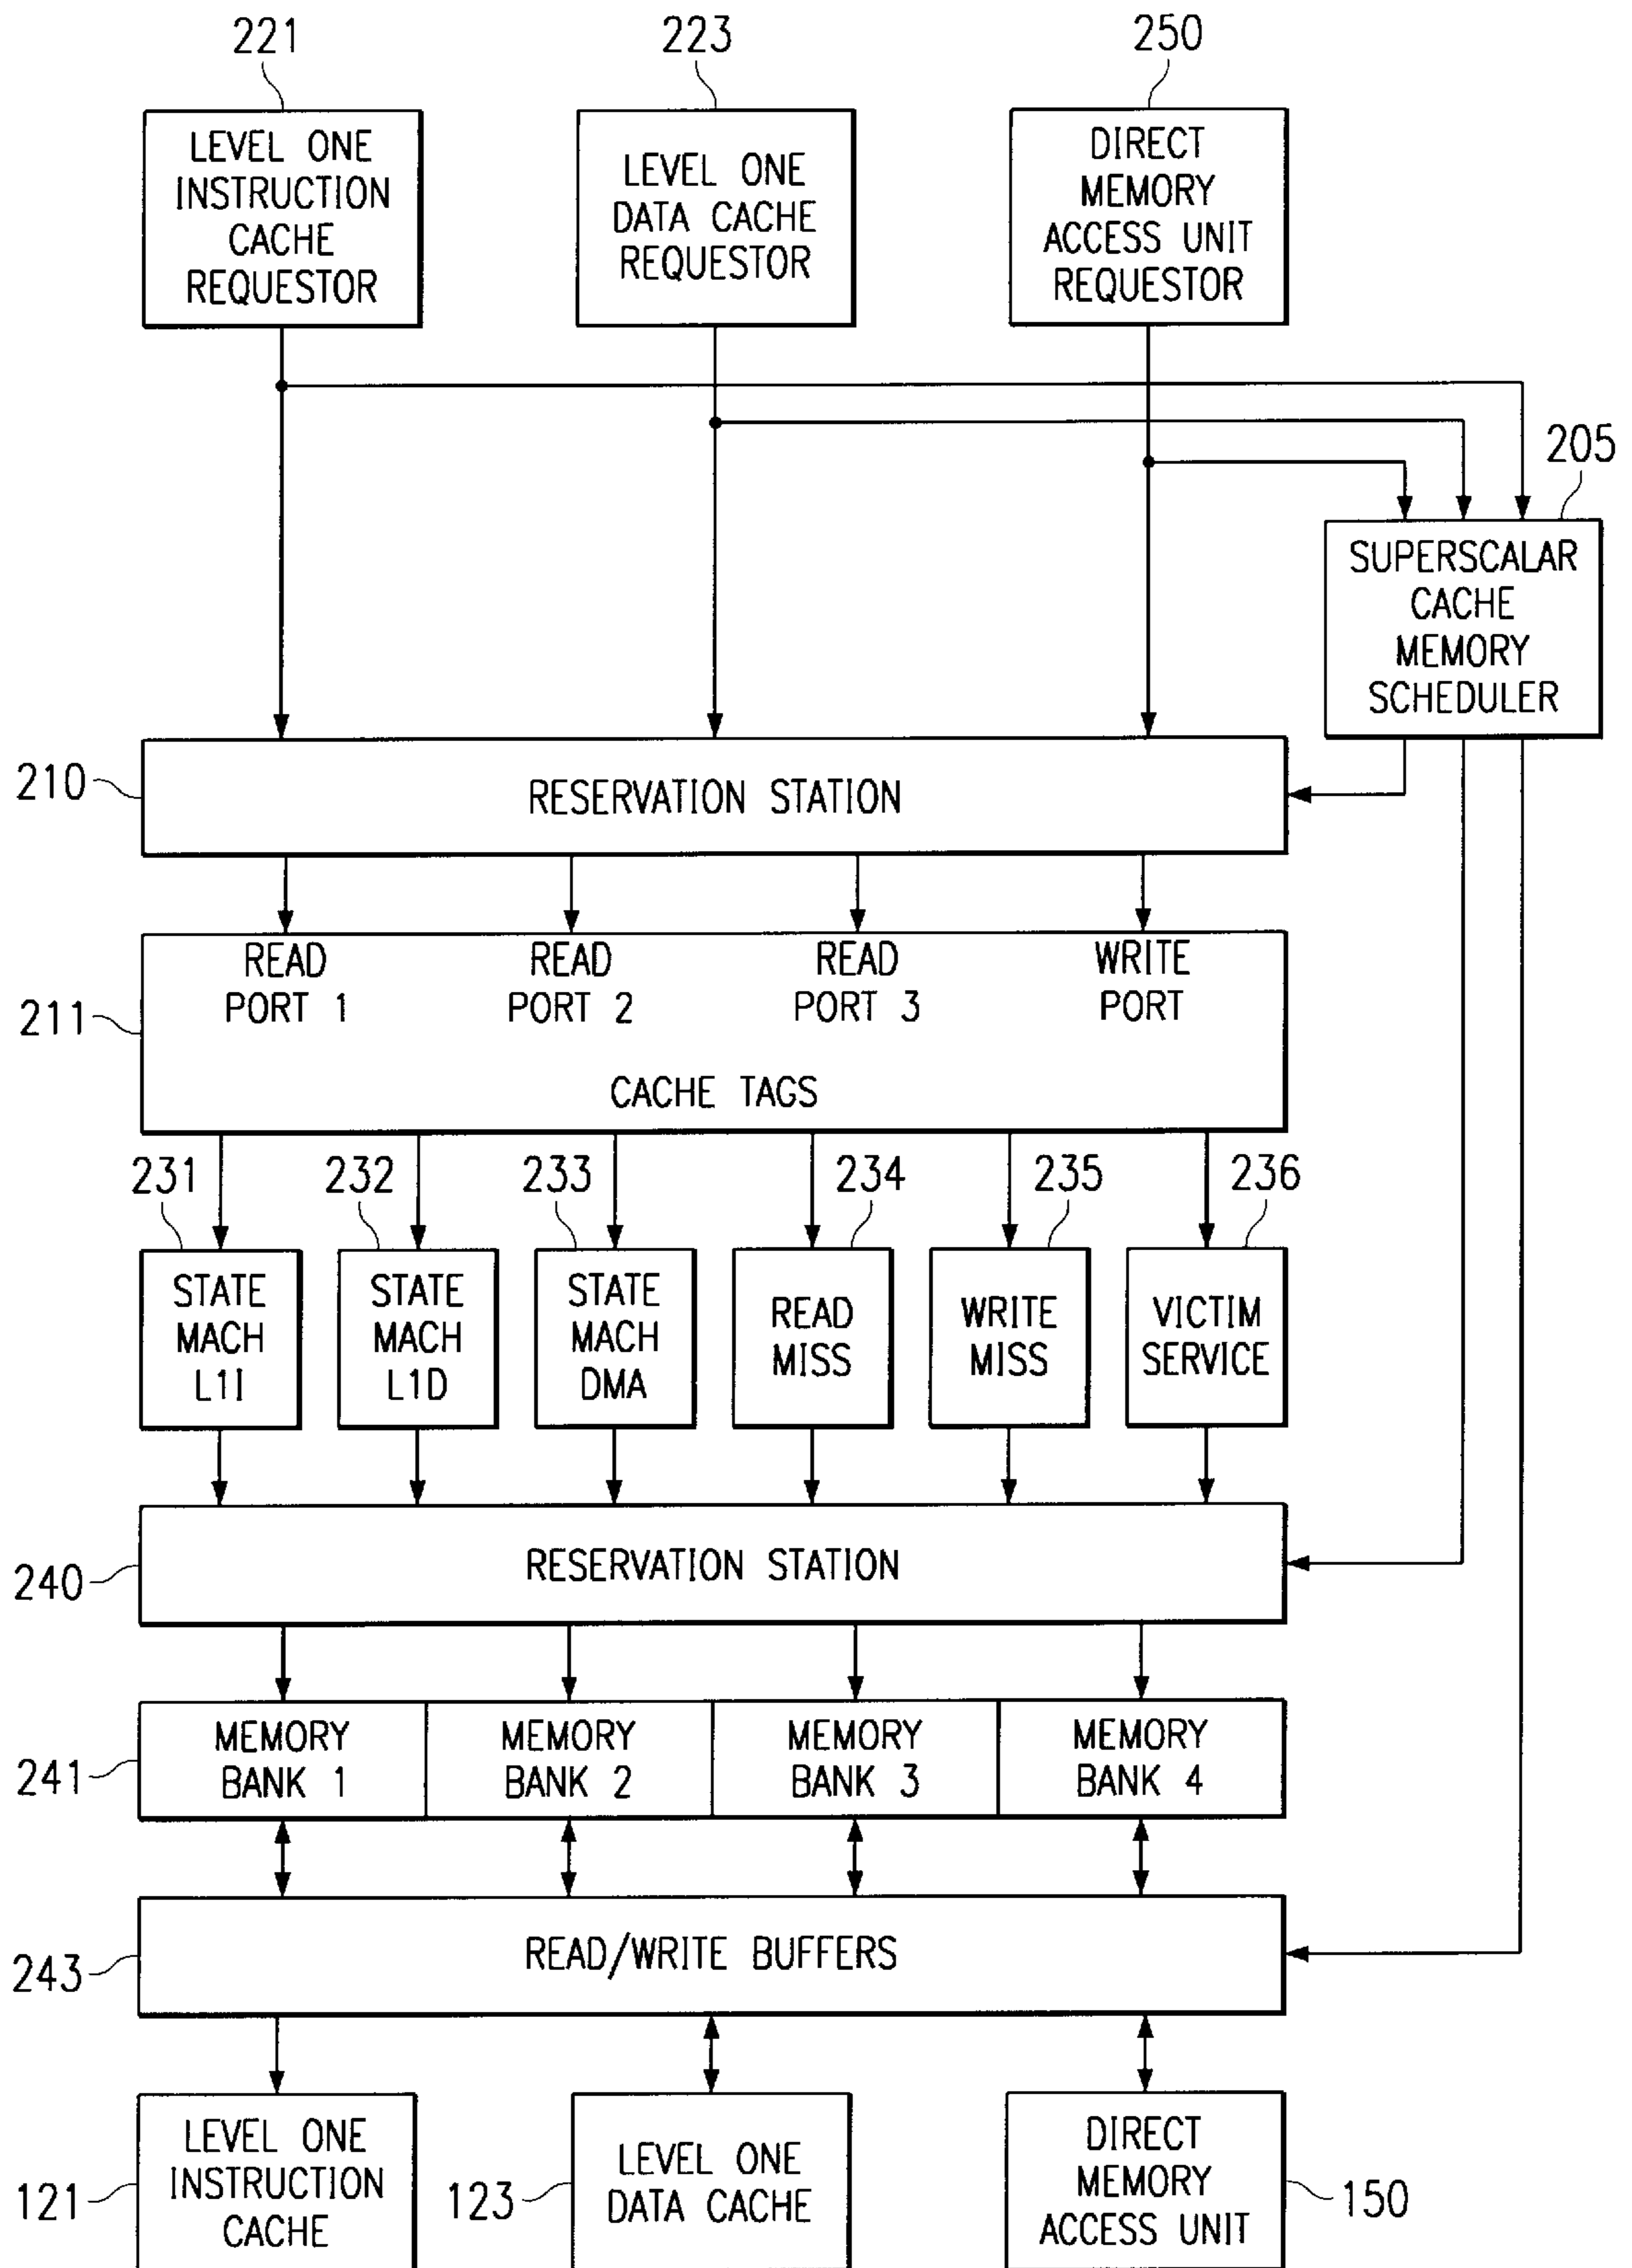 221
223
250
LEVEL ONE
INSTRUCTION
CACHE
REQUESTOR
LEVEL ONE
DATA CACHE
REQUESTOR
DIRECT
MEMORY
ACCESS UNIT
REQUESTOR
205
SUPERSCALAR
CACHE
MEMORY
SCHEDULER
210
RESERVATION STATION
211
READ
PORT 1
READ
PORT 2
READ
PORT 3
WRITE
PORT
CACHE TAGS
231
232
233
234
235
236
STATE
MACH
L1I
STATE
MACH
L1D
STATE
MACH
DMA
READ
MISS
WRITE
MISS
VICTIM
SERVICE
240
RESERVATION STATION
241
MEMORY
BANK 1
MEMORY
BANK 2
MEMORY
BANK 3
MEMORY
BANK 4
243
READ/WRITE BUFFERS
121
LEVEL ONE
INSTRUCTION
CACHE
123
LEVEL ONE
DATA CACHE
DIRECT
MEMORY
ACCESS UNIT
150